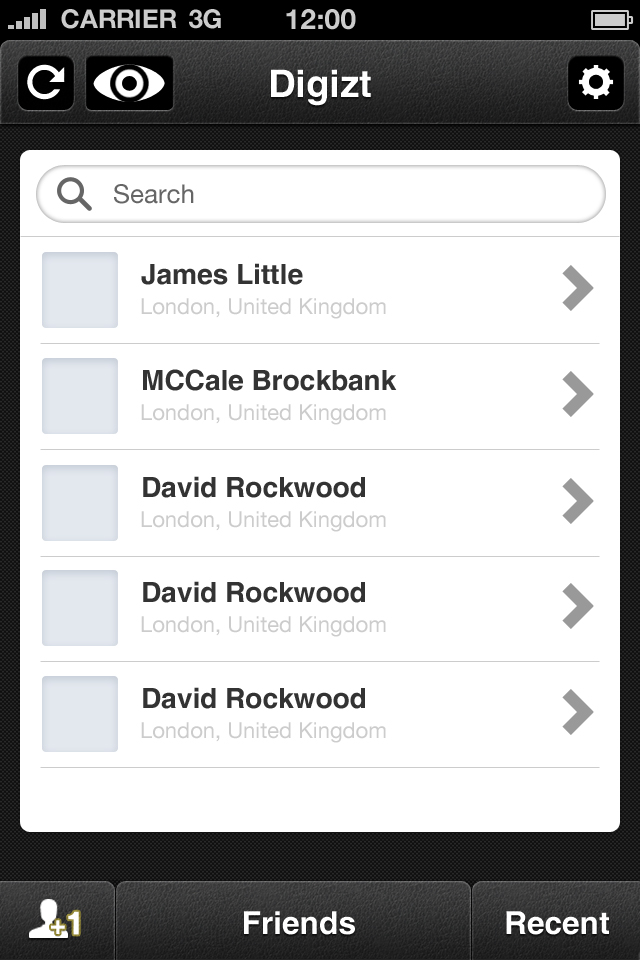 CARRIER 3G 12:00
Digizt
Search
James Little
London, United Kingdom
MCCale Brockbank
London, United Kingdom
David Rockwood
London, United Kingdom
David Rockwood
London, United Kingdom
David Rockwood
London, United Kingdom
+1 Friends Recent